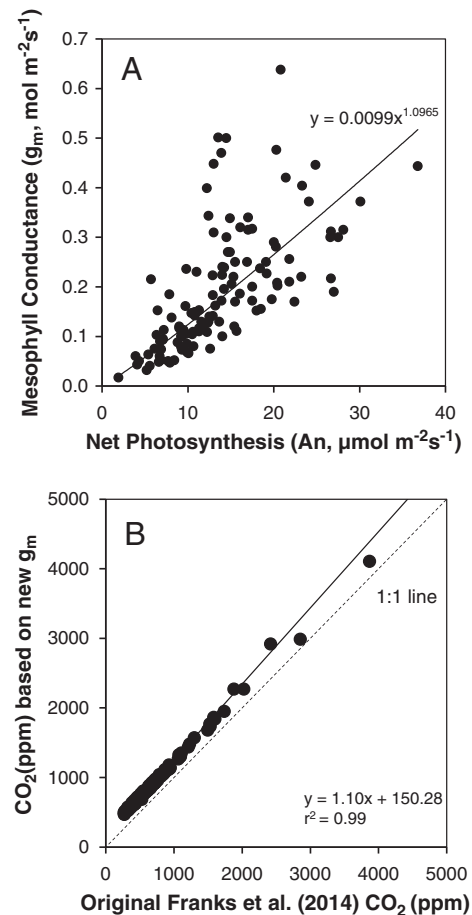 A
y = 0.0099x^1.0965
Mesophyll Conductance (gₘ, mol m⁻²s⁻¹)
0.7
0.6
0.5
0.4
0.3
0.2
0.1
0.0
0 10 20 30 40
Net Photosynthesis (An, µmol m⁻²s⁻¹)
B
1:1 line
y = 1.10x + 150.28
r² = 0.99
CO₂(ppm) based on new gₘ
5000
4000
3000
2000
1000
0
0 1000 2000 3000 4000 5000
Original Franks et al. (2014) CO₂ (ppm)